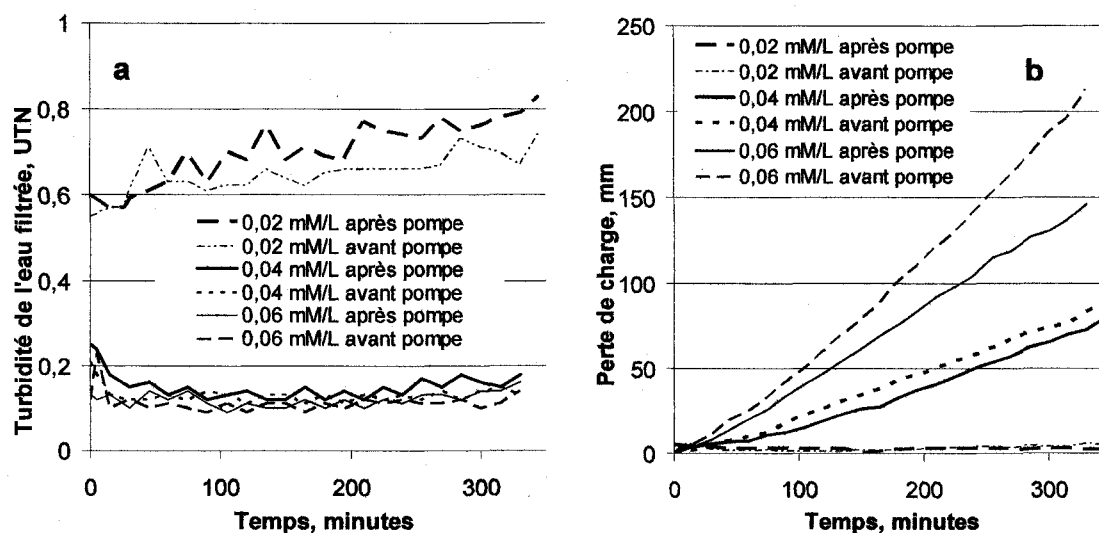 a
Turbidité de l'eau filtrée, UTN
1
0,8
0,6
0,4
0,2
0
0,02 mM/L après pompe
0,02 mM/L avant pompe
0,04 mM/L après pompe
0,04 mM/L avant pompe
0,06 mM/L après pompe
0,06 mM/L avant pompe
0 100 200 300
Temps, minutes
b
Perte de charge, mm
250
200
150
100
50
0
0,02 mM/L après pompe
0,02 mM/L avant pompe
0,04 mM/L après pompe
0,04 mM/L avant pompe
0,06 mM/L après pompe
0,06 mM/L avant pompe
0 100 200 300
Temps, minutes